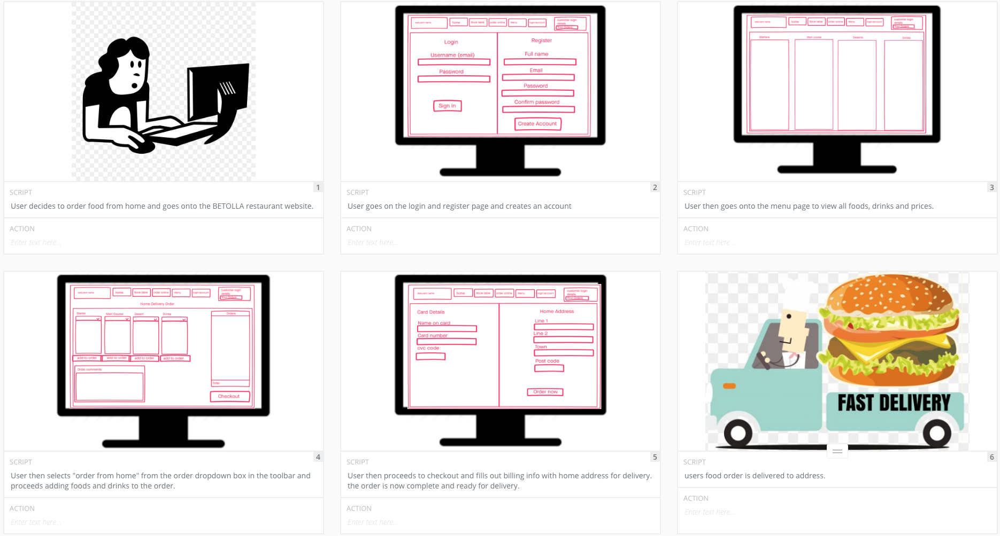 restaurant name
home
Book table
order online
Menu
login/account
customer login
details
Your Orders
Login
Username (email)
Password
Sign In
Register
Full name
Email
Password
Confirm password
Create Account
restaurant name
home
Book table
order online
Menu
login/account
customer login
details
Your Orders
Starters
Main course
Deserts
Drinks
1
SCRIPT
User decides to order food from home and goes onto the BETOLLA restaurant website.
ACTION
Enter text here...
2
SCRIPT
User goes on the login and register page and creates an account
ACTION
Enter text here...
3
SCRIPT
User then goes onto the menu page to view all foods, drinks and prices.
ACTION
Enter text here...
restaurant name
home
Book table
order online
Menu
login/account
customer login
details
Your Orders
Home Delivery Order
Starter
Main Course
Desert
Drinks
add to order
add to order
add to order
add to order
Order comments
Orders
Total
Checkout
restaurant name
home
Book table
order online
Menu
login/account
customer login
details
Your Orders
Card Details
Name on card
Card number
cvc code
Home Address
Line 1
Line 2
Town
Post code
Order now
FAST DELIVERY
4
SCRIPT
User then selects "order from home" from the order dropdown box in the toolbar and
proceeds adding foods and drinks to the order.
ACTION
Enter text here...
5
SCRIPT
User then proceeds to checkout and fills out billing info with home address for delivery.
the order is now complete and ready for delivery.
ACTION
Enter text here...
6
SCRIPT
users food order is delivered to address.
ACTION
Enter text here...